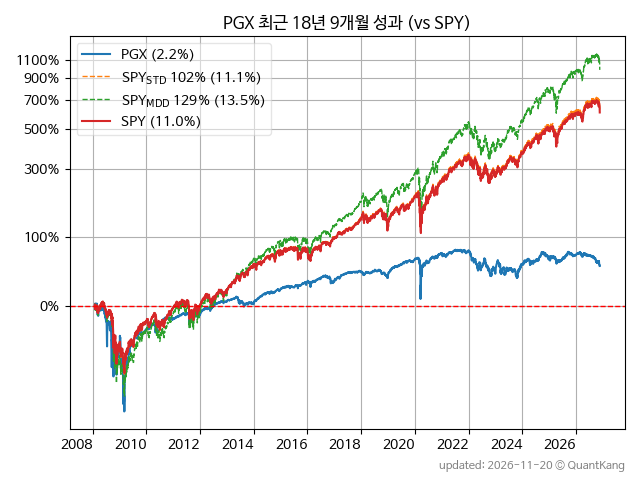 PGX 최근 18년 9개월 성과 (vs SPY)
PGX (2.2%)
SPY_STD 102% (11.1%)
SPY_MDD 129% (13.5%)
SPY (11.0%)
1100%
900%
700%
500%
300%
100%
0%
2008 2010 2012 2014 2016 2018 2020 2022 2024 2026
updated: 2026-11-20 © QuantKang